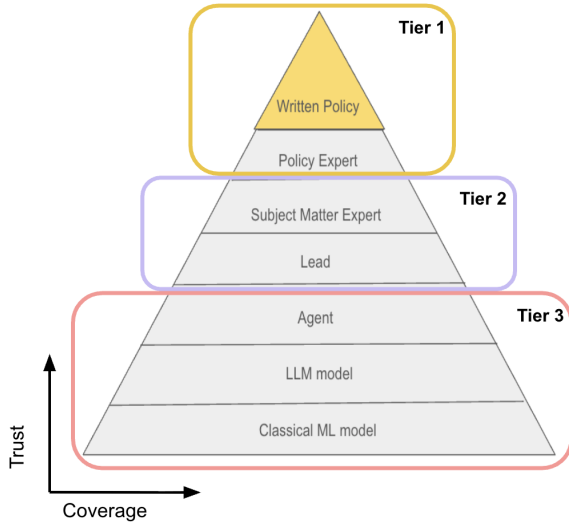 Tier 1
Written Policy
Policy Expert
Tier 2
Subject Matter Expert
Lead
Tier 3
Agent
LLM model
Classical ML model
Trust
Coverage